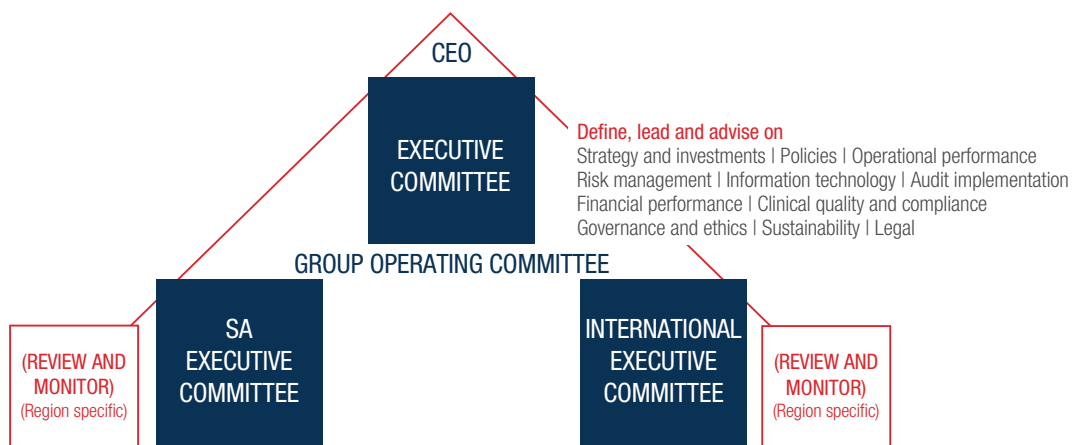 CEO
EXECUTIVE
COMMITTEE
Define, lead and advise on
Strategy and investments | Policies | Operational performance
Risk management | Information technology | Audit implementation
Financial performance | Clinical quality and compliance
Governance and ethics | Sustainability | Legal
GROUP OPERATING COMMITTEE
(REVIEW AND
MONITOR)
(Region specific)
SA
EXECUTIVE
COMMITTEE
INTERNATIONAL
EXECUTIVE
COMMITTEE
(REVIEW AND
MONITOR)
(Region specific)